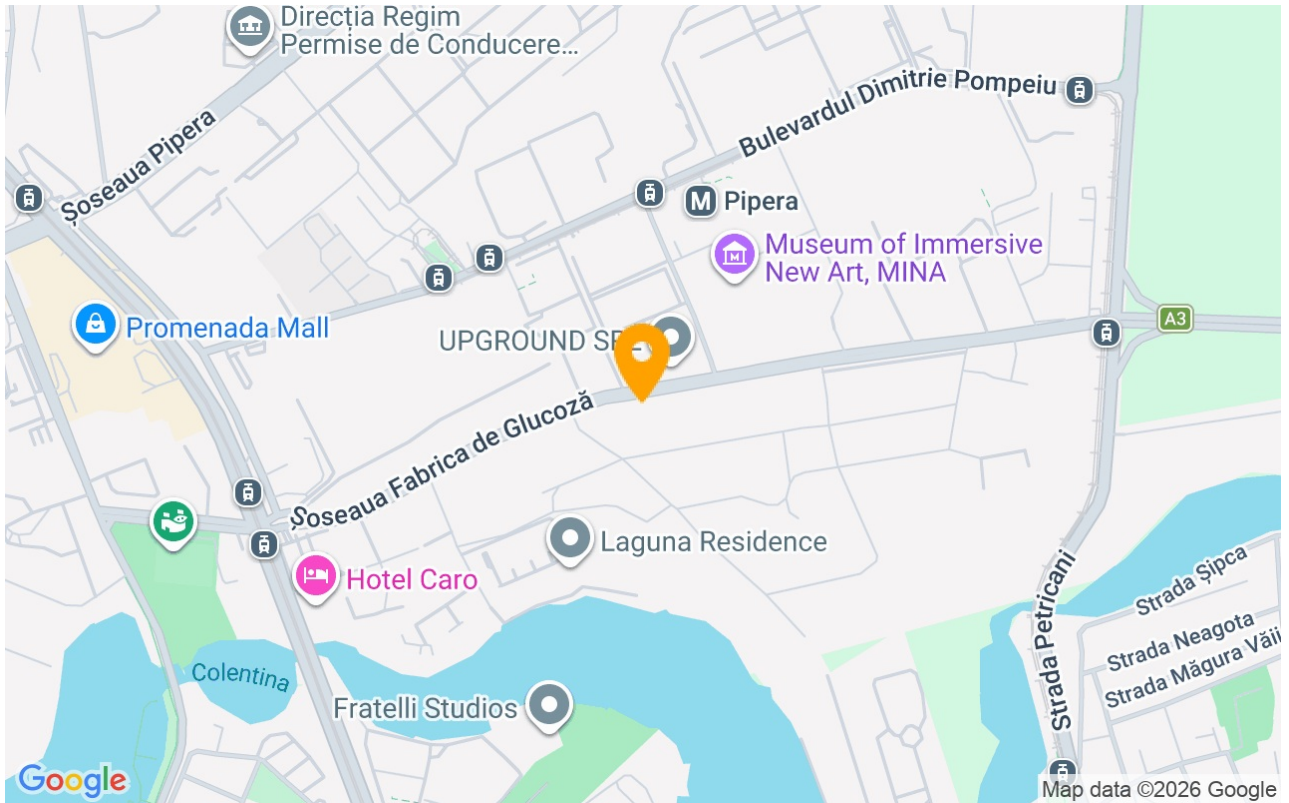 Direcția Regim
Permise de Conducere...
Bulevardul Dimitrie Pompeiu
Șoseaua Pipera
M Pipera
Museum of Immersive
New Art, MINA
M
Promenada Mall
A3
UPGROUND
Șoseaua Fabrica de Glucoză
Laguna Residence
Hotel Caro
Strada Șipca
Strada Neagota
Strada Măgura Văii
Strada Petricani
Colentina
Fratelli Studios
Google
Map data ©2026 Google